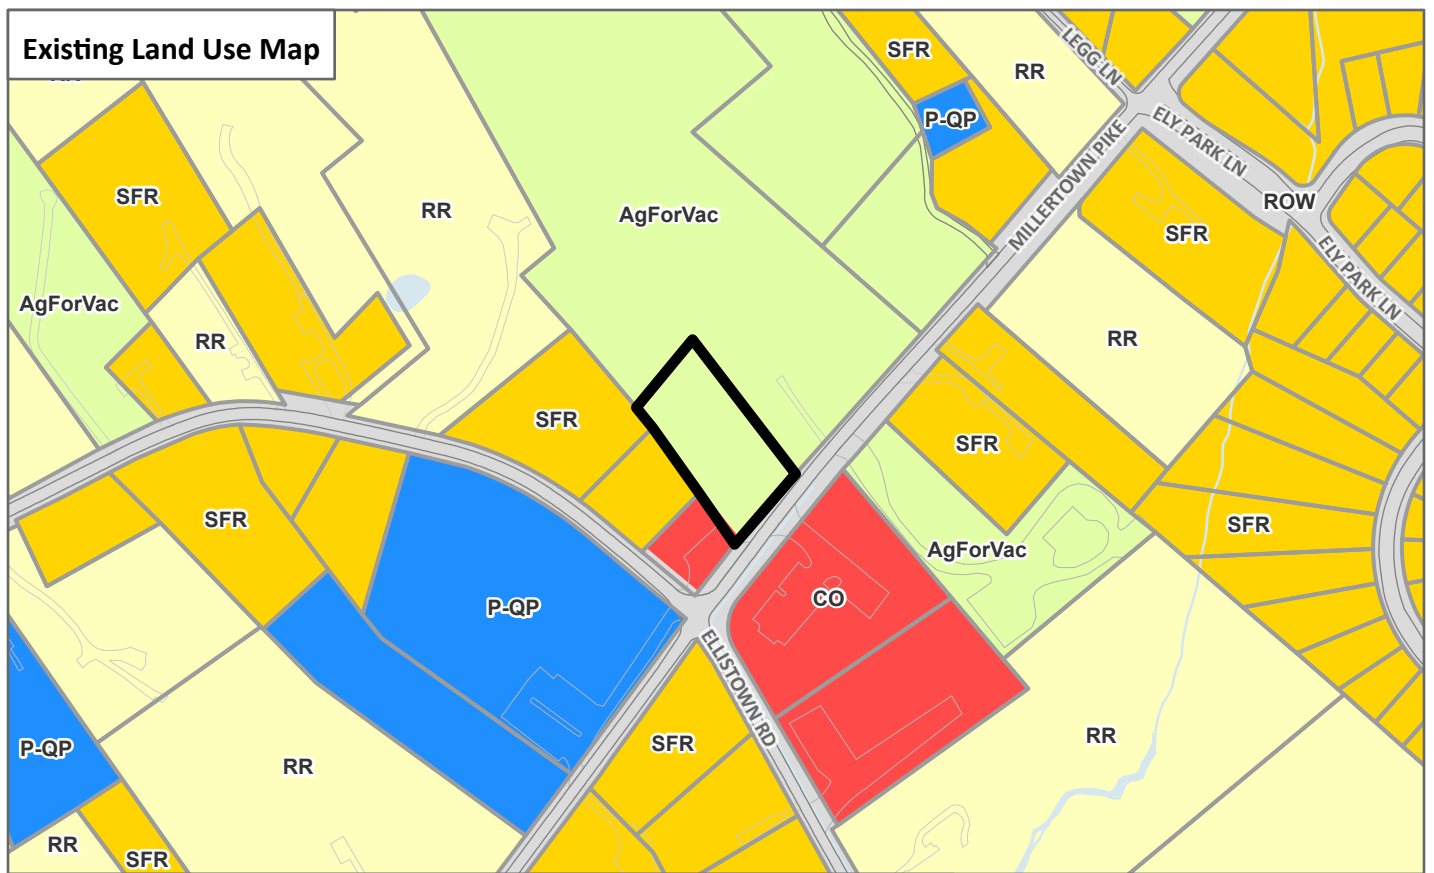 Existing Land Use Map
SFR
RR
LEGG LN
P-QP
ELY PARK LN
MILLERTOWN PIKE
SFR
ROW
RR
AgForVac
SFR
ELY PARK LN
AgForVac
RR
RR
SFR
SFR
SFR
SFR
AgForVac
CO
P-QP
ELLISTOWN RD
P-QP
SFR
RR
RR
RR
SFR